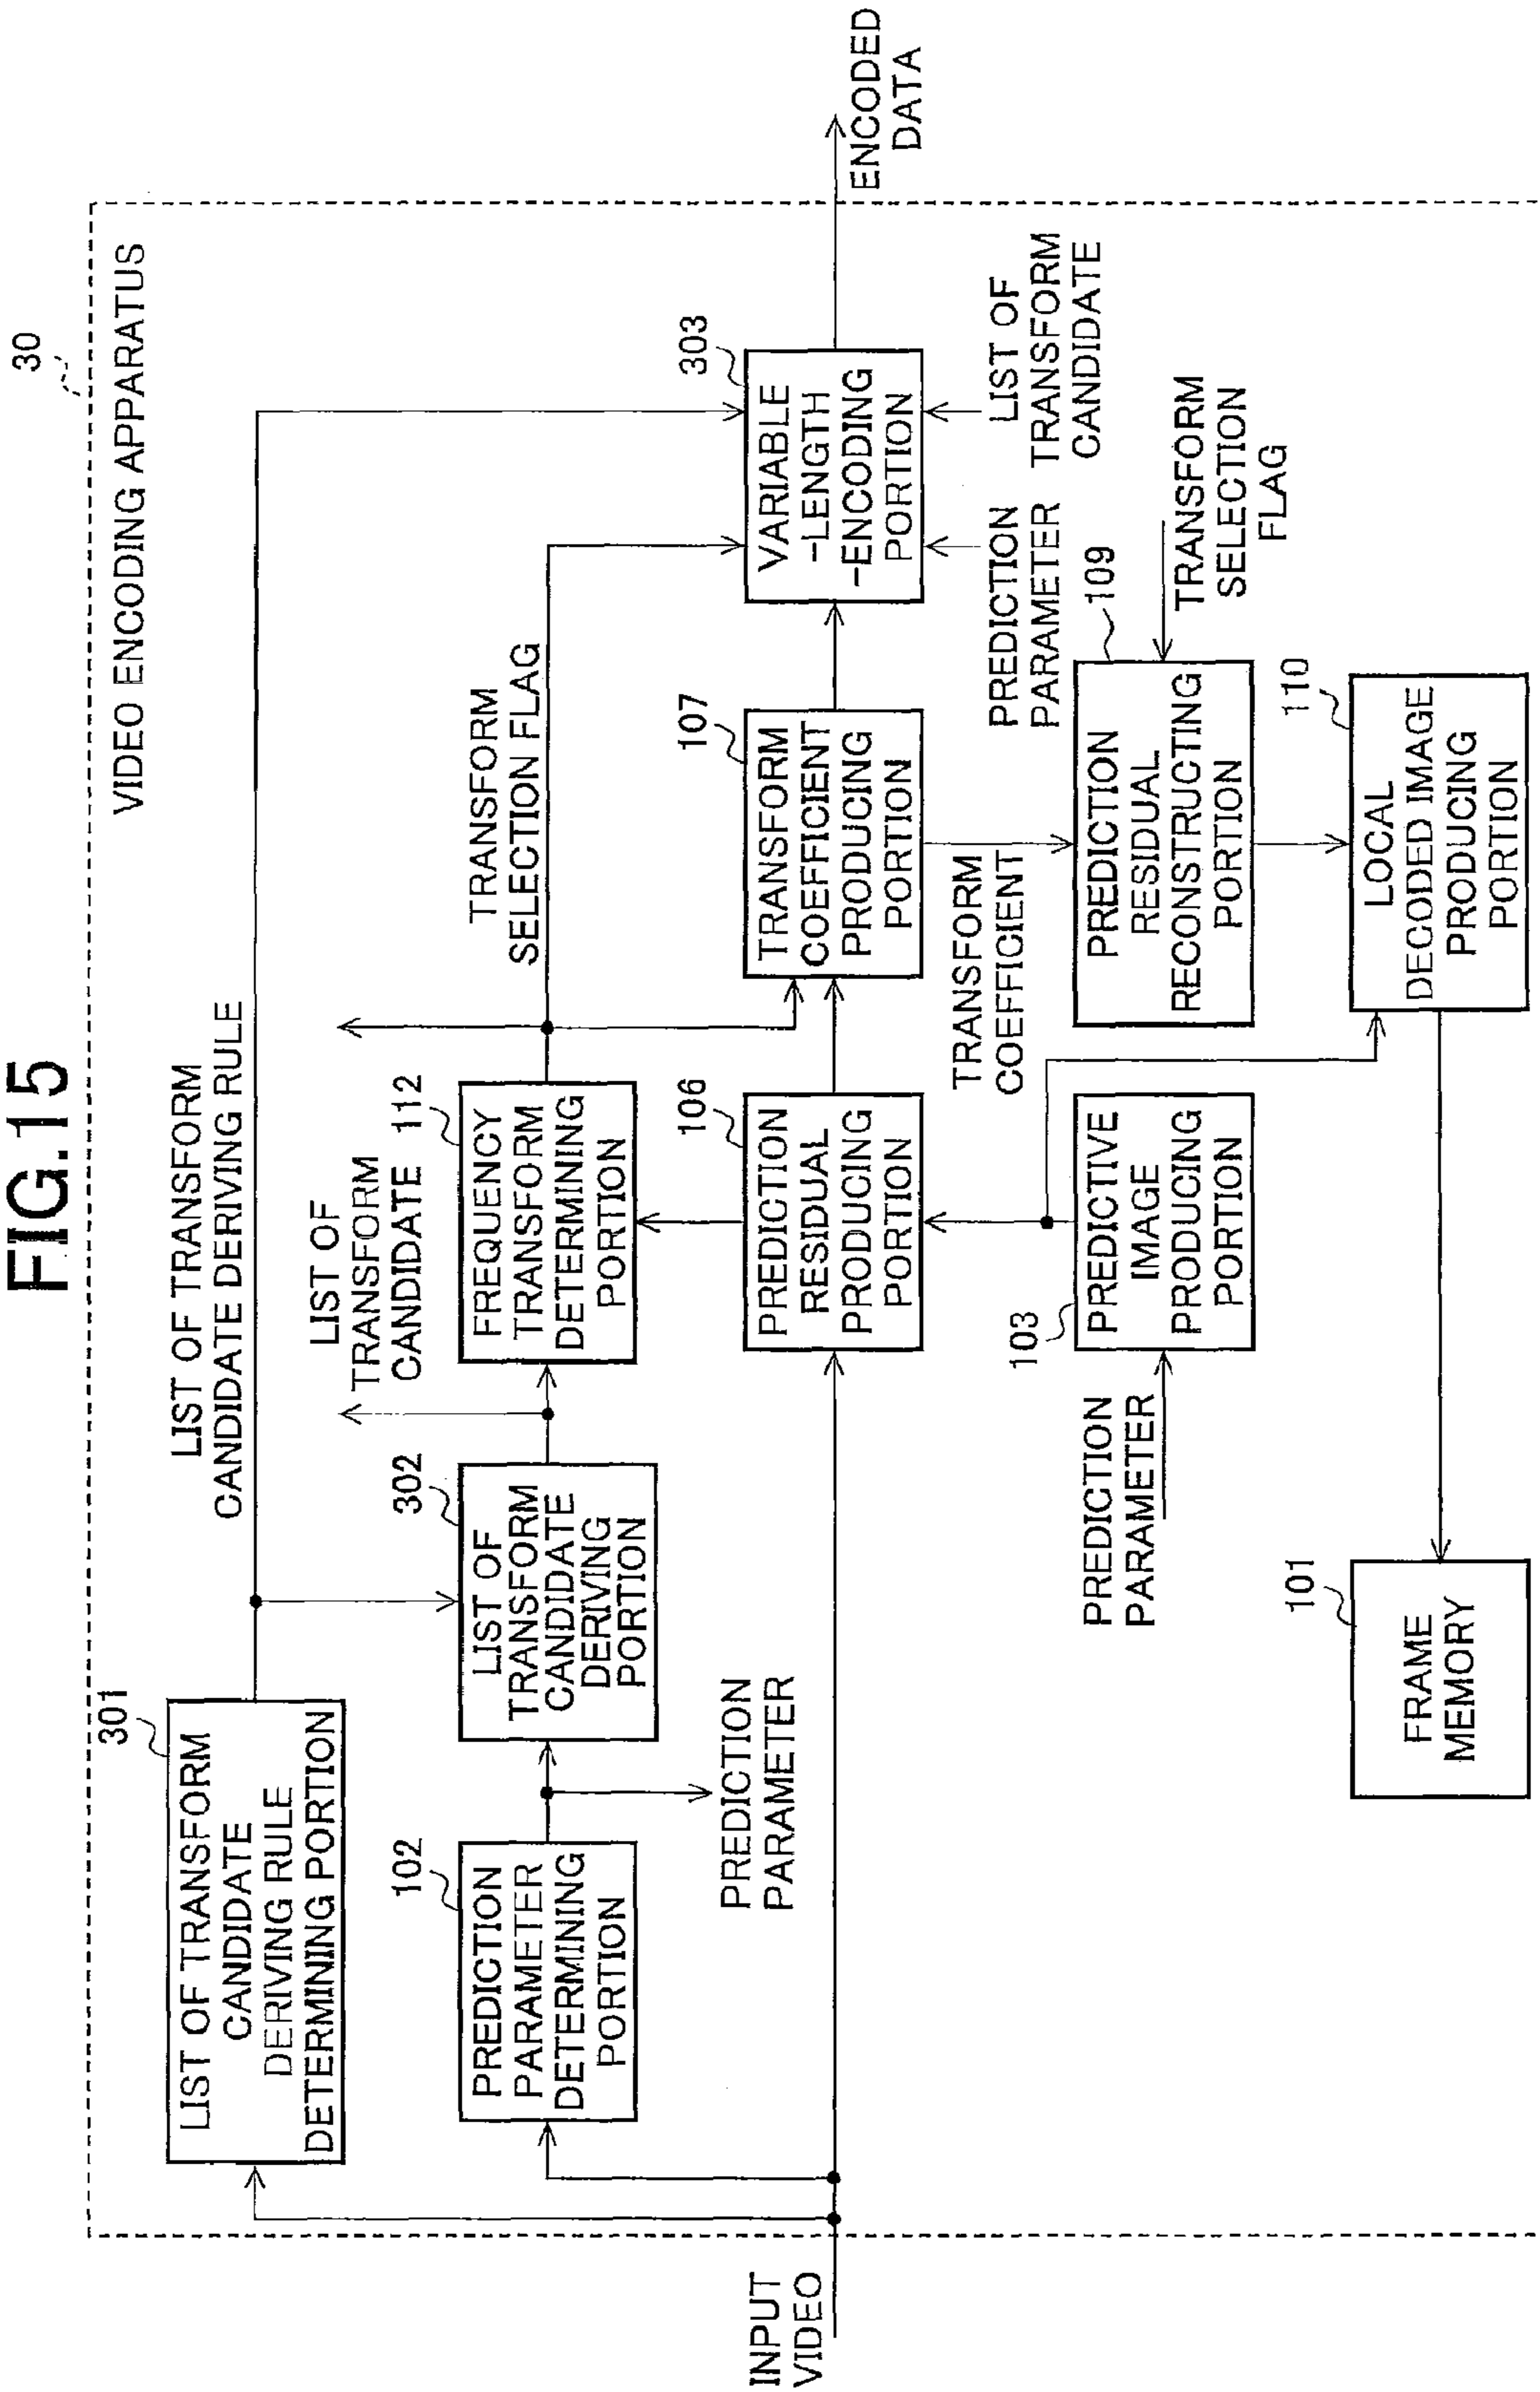 FIG.15
30
VIDEO ENCODING APPARATUS
LIST OF TRANSFORM
CANDIDATE DERIVING RULE
301
LIST OF TRANSFORM
CANDIDATE
DERIVING RULE
DETERMINING PORTION
LIST OF
TRANSFORM
CANDIDATE
TRANSFORM
SELECTION FLAG
102
PREDICTION
PARAMETER
DETERMINING
PORTION
302
LIST OF
TRANSFORM
CANDIDATE
DERIVING
PORTION
112
FREQUENCY
TRANSFORM
DETERMINING
PORTION
PREDICTION
PARAMETER
INPUT
VIDEO
106
PREDICTION
RESIDUAL
PRODUCING
PORTION
107
TRANSFORM
COEFFICIENT
PRODUCING
PORTION
303
VARIABLE
-LENGTH
-ENCODING
PORTION
ENCODED
DATA
TRANSFORM
COEFFICIENT
PREDICTION
PARAMETER
LIST OF
TRANSFORM
CANDIDATE
PREDICTION
PARAMETER
103
PREDICTIVE
IMAGE
PRODUCING
PORTION
109
PREDICTION
RESIDUAL
RECONSTRUCTING
PORTION
TRANSFORM
SELECTION
FLAG
101
FRAME
MEMORY
110
LOCAL
DECODED IMAGE
PRODUCING
PORTION